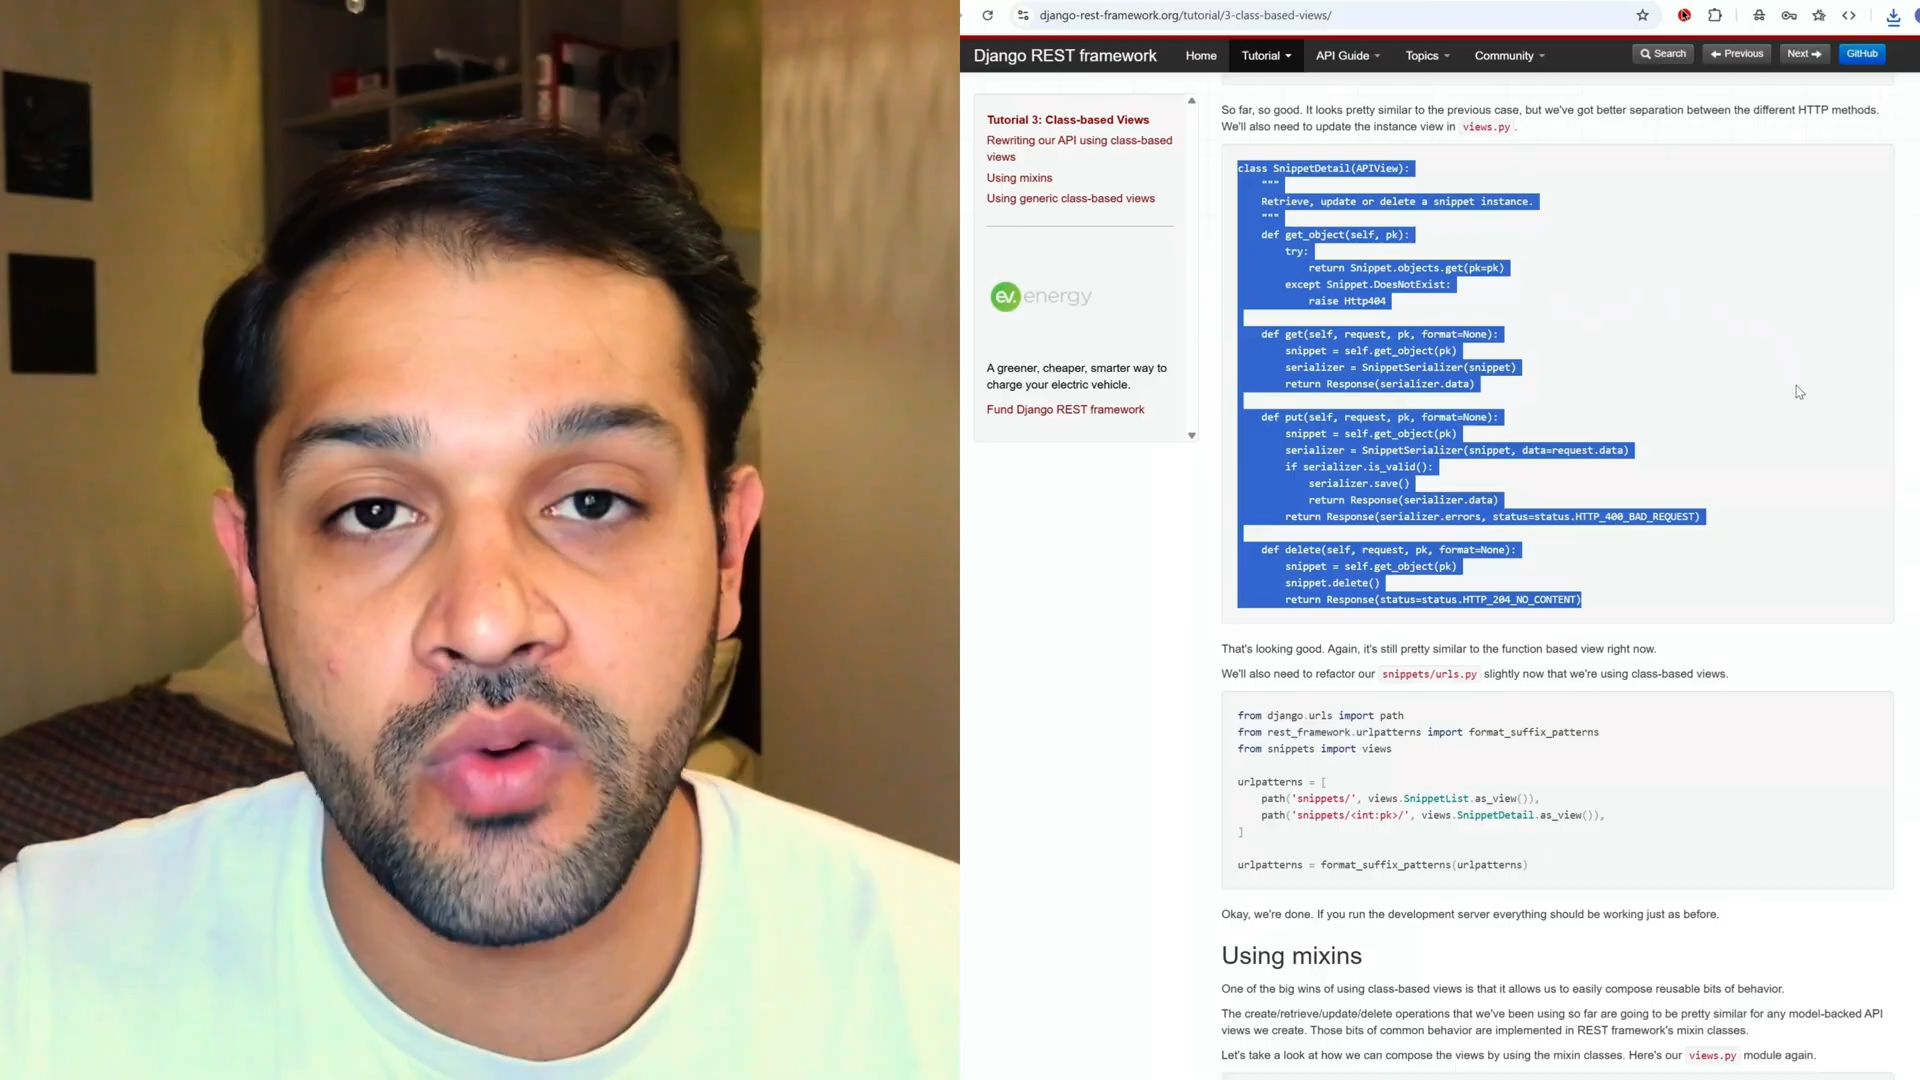 django-rest-framework.org/tutorial/3-class-based-views/
Django REST framework
Home
Tutorial
API Guide
Topics
Community
Search
Previous
Next
GitHub
Tutorial 3: Class-based Views
Rewriting our API using class-based
views
Using mixins
Using generic class-based views
ev.energy
A greener, cheaper, smarter way to
charge your electric vehicle.
Fund Django REST framework
So far, so good. It looks pretty similar to the previous case, but we've got better separation between the different HTTP methods.
We'll also need to update the instance view in views.py.
class SnippetDetail(APIView):
"""
Retrieve, update or delete a snippet instance.
"""
def get_object(self, pk):
try:
return Snippet.objects.get(pk=pk)
except Snippet.DoesNotExist:
raise Http404
def get(self, request, pk, format=None):
snippet = self.get_object(pk)
serializer = SnippetSerializer(snippet)
return Response(serializer.data)
def put(self, request, pk, format=None):
snippet = self.get_object(pk)
serializer = SnippetSerializer(snippet, data=request.data)
if serializer.is_valid():
serializer.save()
return Response(serializer.data)
return Response(serializer.errors, status=status.HTTP_400_BAD_REQUEST)
def delete(self, request, pk, format=None):
snippet = self.get_object(pk)
snippet.delete()
return Response(status=status.HTTP_204_NO_CONTENT)
That's looking good. Again, it's still pretty similar to the function based view right now.
We'll also need to refactor our snippets/urls.py slightly now that we're using class-based views.
from django.urls import path
from rest_framework.urlpatterns import format_suffix_patterns
from snippets import views
urlpatterns = [
path('snippets/', views.SnippetList.as_view()),
path('snippets/<int:pk>/', views.SnippetDetail.as_view()),
]
urlpatterns = format_suffix_patterns(urlpatterns)
Okay, we're done. If you run the development server everything should be working just as before.
Using mixins
One of the big wins of using class-based views is that it allows us to easily compose reusable bits of behavior.
The create/retrieve/update/delete operations that we've been using so far are going to be pretty similar for any model-backed API
views we create. Those bits of common behavior are implemented in REST framework's mixin classes.
Let's take a look at how we can compose the views by using the mixin classes. Here's our views.py module again.